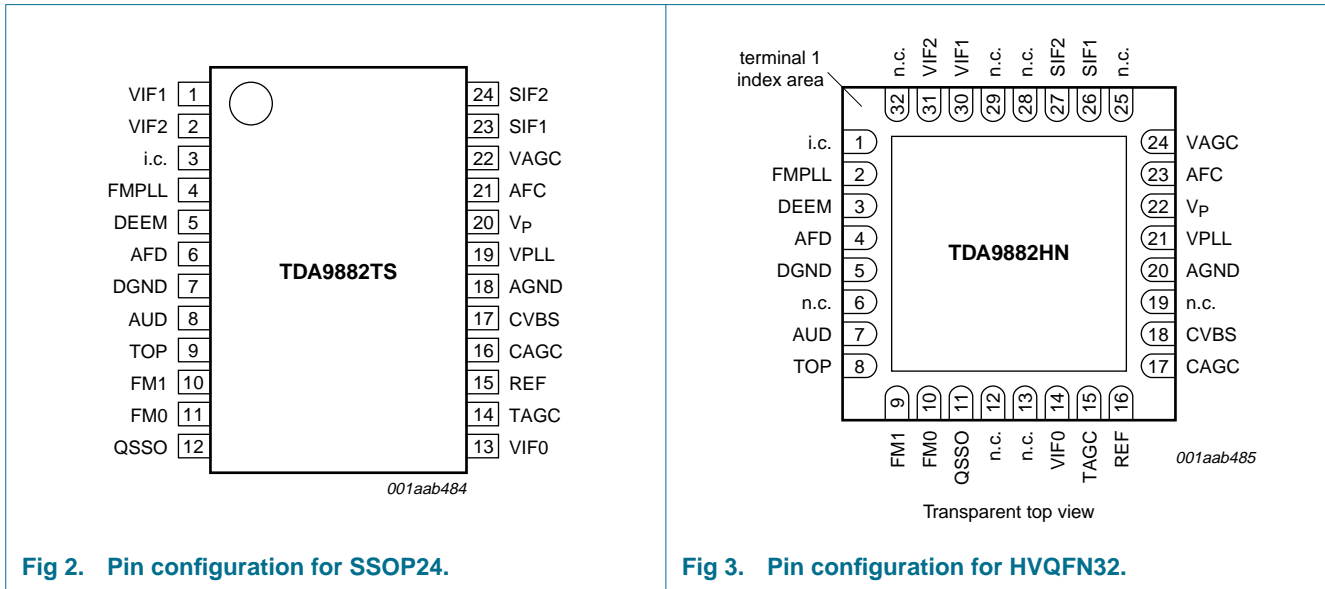 VIF1 1
VIF2 2
i.c. 3
FMPLL 4
DEEM 5
AFD 6
DGND 7
AUD 8
TOP 9
FM1 10
FM0 11
QSSO 12
TDA9882TS
24 SIF2
23 SIF1
22 VAGC
21 AFC
20 VP
19 VPLL
18 AGND
17 CVBS
16 CAGC
15 REF
14 TAGC
13 VIF0
001aab484
Fig 2. Pin configuration for SSOP24.
terminal 1
index area
n.c. 32
VIF2 31
VIF1 30
n.c. 29
n.c. 28
SIF2 27
SIF1 26
n.c. 25
i.c. 1
FMPLL 2
DEEM 3
AFD 4
DGND 5
n.c. 6
AUD 7
TOP 8
TDA9882HN
24 VAGC
23 AFC
22 VP
21 VPLL
20 AGND
19 n.c.
18 CVBS
17 CAGC
9 FM1
10 FM0
11 QSSO
12 n.c.
13 n.c.
14 VIF0
15 TAGC
16 REF
001aab485
Transparent top view
Fig 3. Pin configuration for HVQFN32.